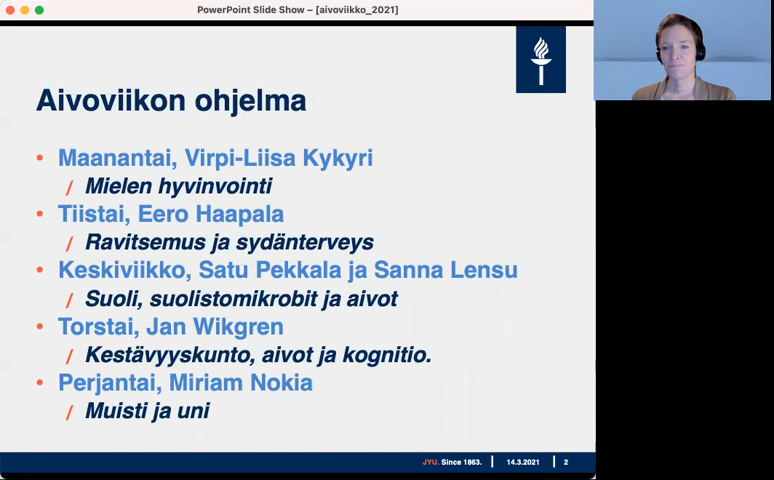 PowerPoint Slide Show – [aivoviikko_2021]
Aivoviikon ohjelma
• Maanantai, Virpi-Liisa Kykyri
/ Mielen hyvinvointi
• Tiistai, Eero Haapala
/ Ravitsemus ja sydänterveys
• Keskiviikko, Satu Pekkala ja Sanna Lensu
/ Suoli, suolistomikrobit ja aivot
• Torstai, Jan Wikgren
/ Kestävyyskunto, aivot ja kognitio.
• Perjantai, Miriam Nokia
/ Muisti ja uni
JYU. Since 1863. | 14.3.2021 | 2